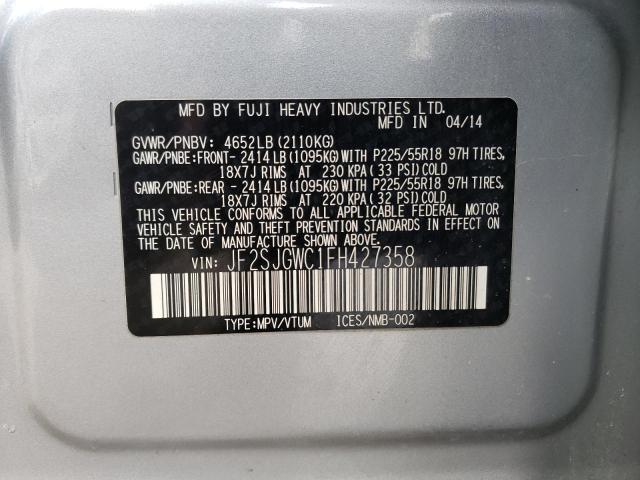 MFD BY FUJI HEAVY INDUSTRIES LTD.
MFD IN 04/14
GVWR/PNBV: 4652LB(2110KG)
GAWR/PNBE:FRONT- 2414LB(1095KG)WITH P225/55R18 97H TIRES,
18X7J RIMS AT 230 KPA(33 PSI)COLD
GAWR/PNBE:REAR - 2414LB(1095KG)WITH P225/55R18 97H TIRES,
18X7J RIMS AT 220 KPA(32 PSI)COLD
THIS VEHICLE CONFORMS TO ALL APPLICABLE FEDERAL MOTOR
VEHICLE SAFETY AND THEFT PREVENTION STANDARDS IN EFFECT ON
THE DATE OF MANUFACTURE SHOWN ABOVE.
VIN: JF2SJGWC1FH427358
TYPE:MPV/VTUM ICES/NMB-002